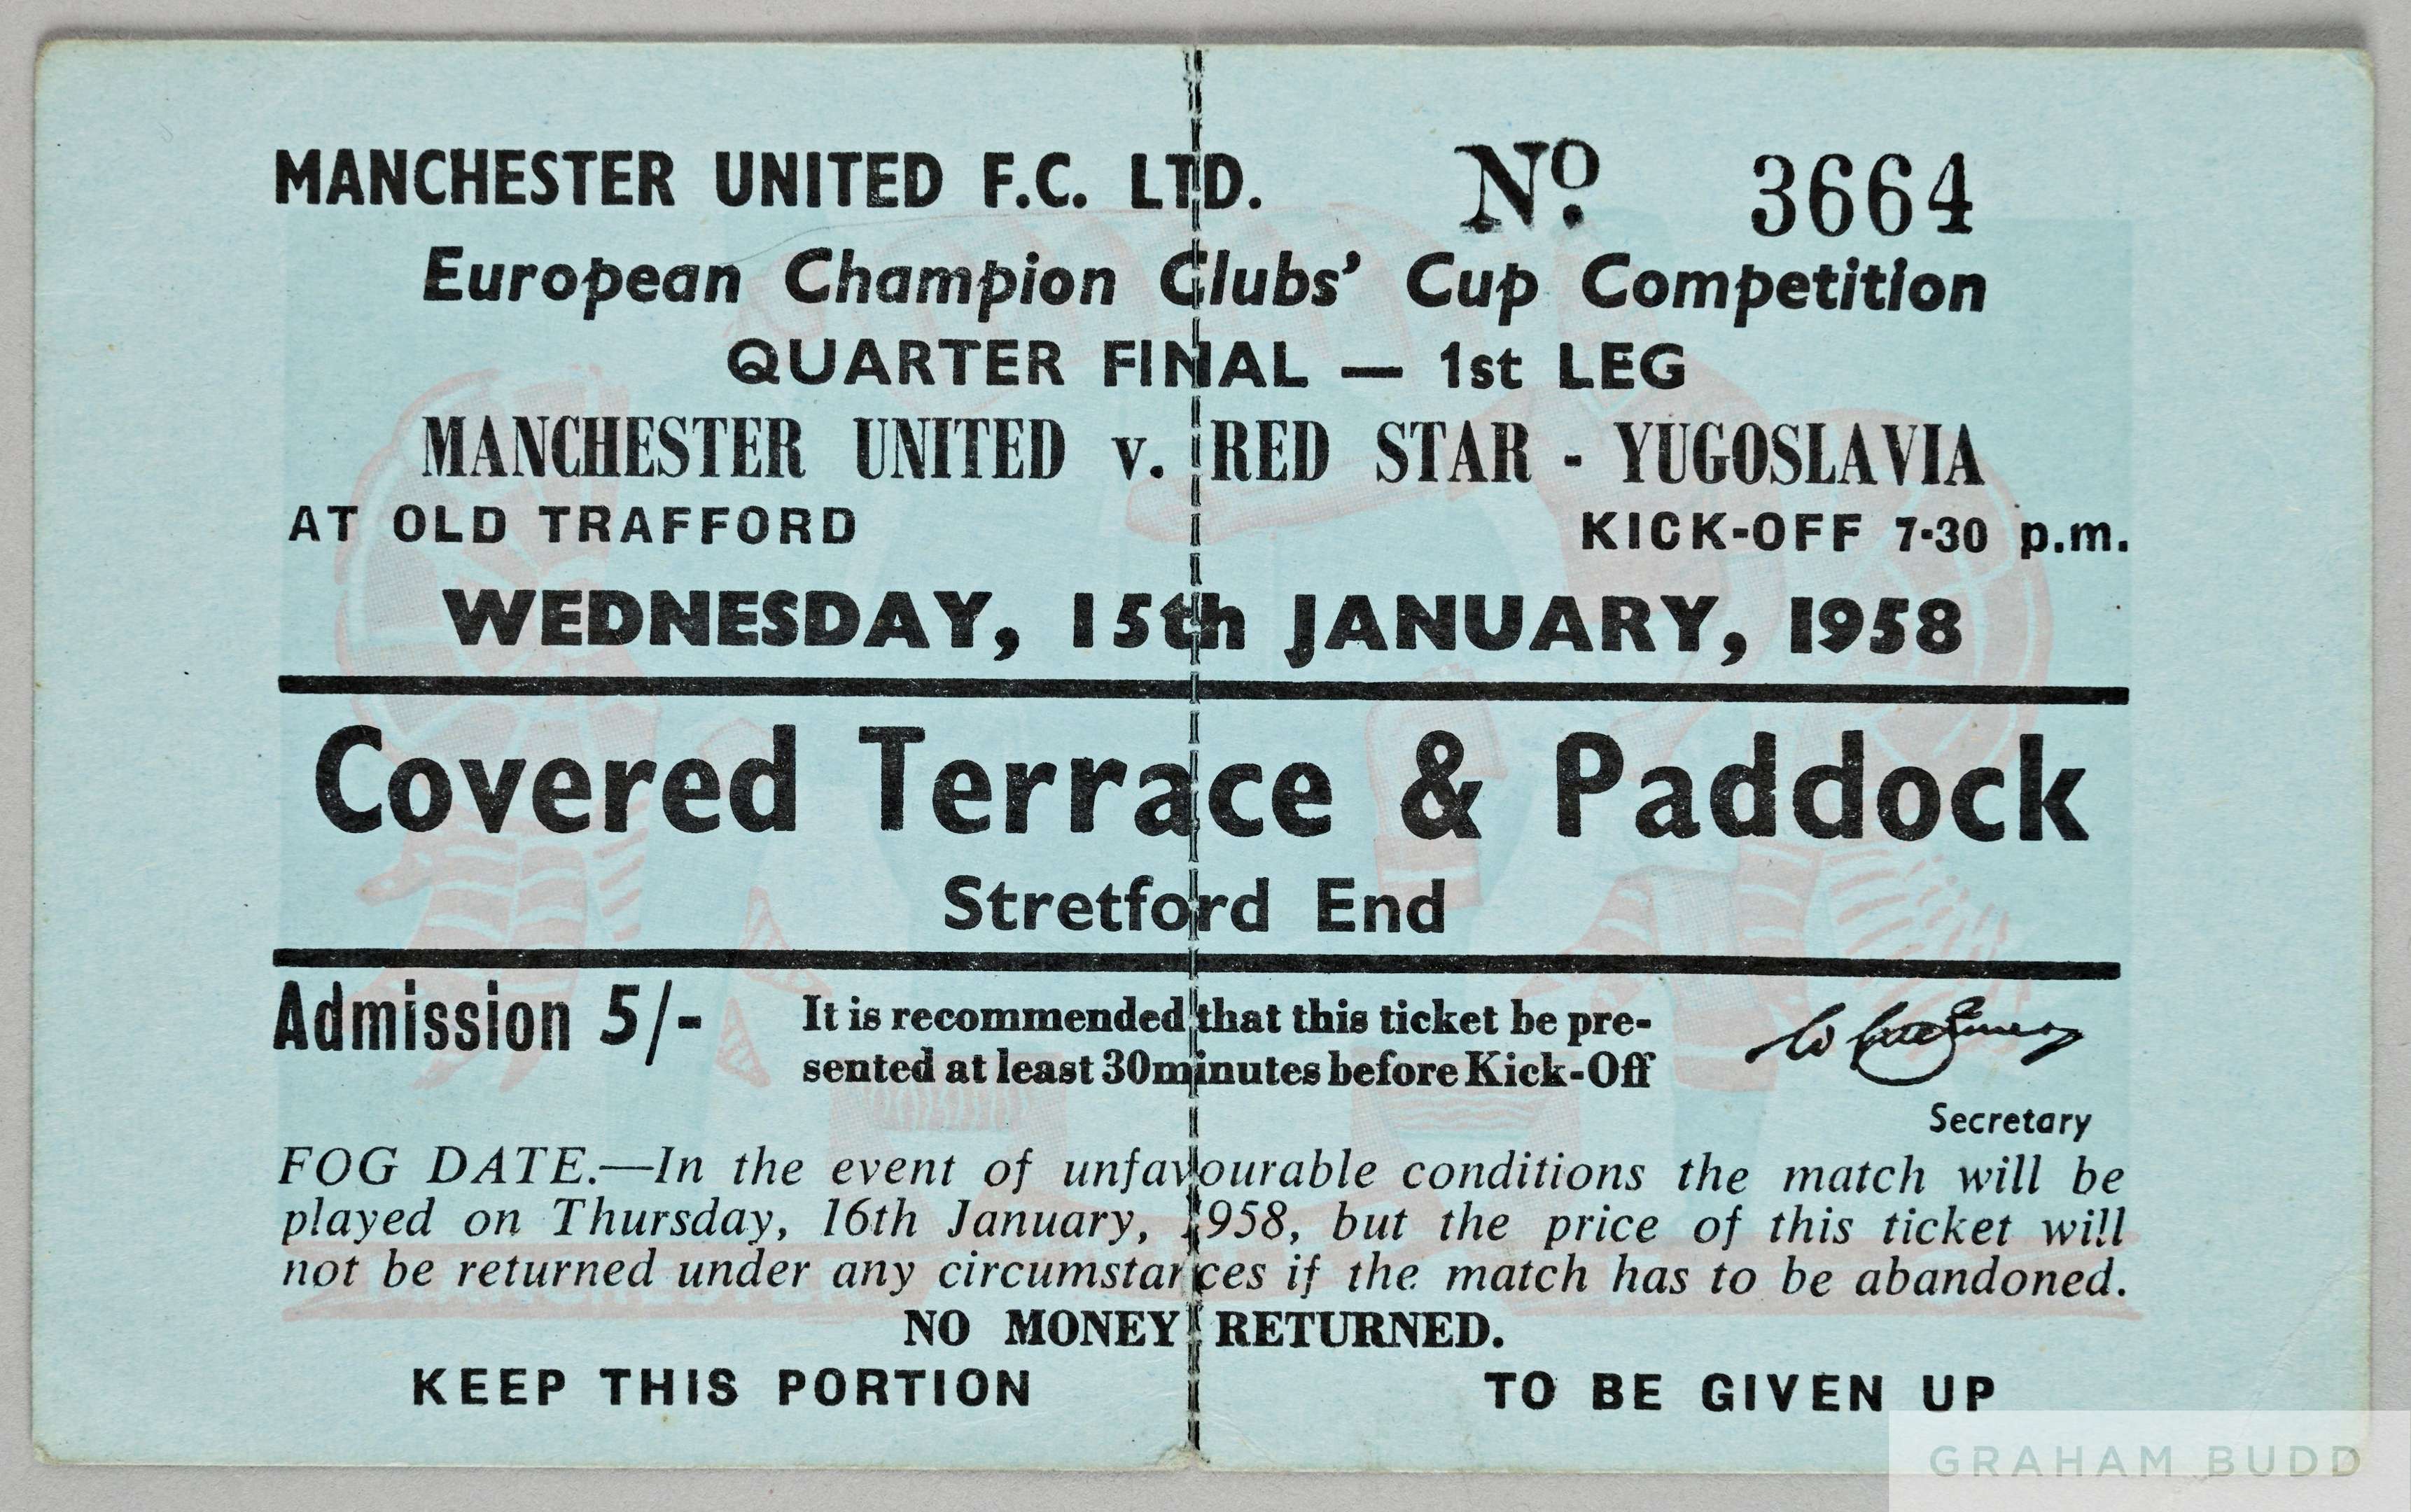 MANCHESTER UNITED F.C. LTD. Nº 3664
European Champion Clubs' Cup Competition
QUARTER FINAL — 1st LEG
MANCHESTER UNITED v. RED STAR - YUGOSLAVIA
AT OLD TRAFFORD KICK-OFF 7·30 p.m.
WEDNESDAY, 15th JANUARY, 1958
Covered Terrace & Paddock
Stretford End
Admission 5/-
It is recommended that this ticket be pre-
sented at least 30 minutes before Kick-Off
Secretary
FOG DATE.—In the event of unfavourable conditions the match will be
played on Thursday, 16th January, 1958, but the price of this ticket will
not be returned under any circumstances if the match has to be abandoned.
NO MONEY RETURNED.
KEEP THIS PORTION TO BE GIVEN UP
GRAHAM BUDD